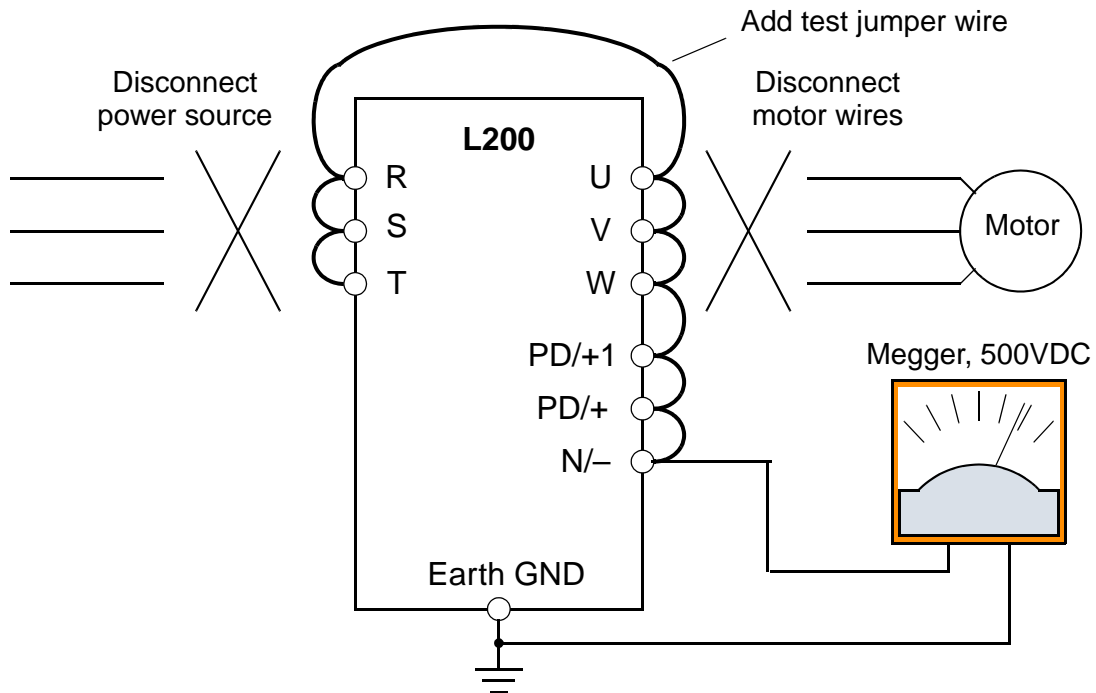 Add test jumper wire
Disconnect
power source
Disconnect
motor wires
L200
R
U
S
V
Motor
T
W
PD/+1
Megger, 500VDC
PD/+
N/–
Earth GND